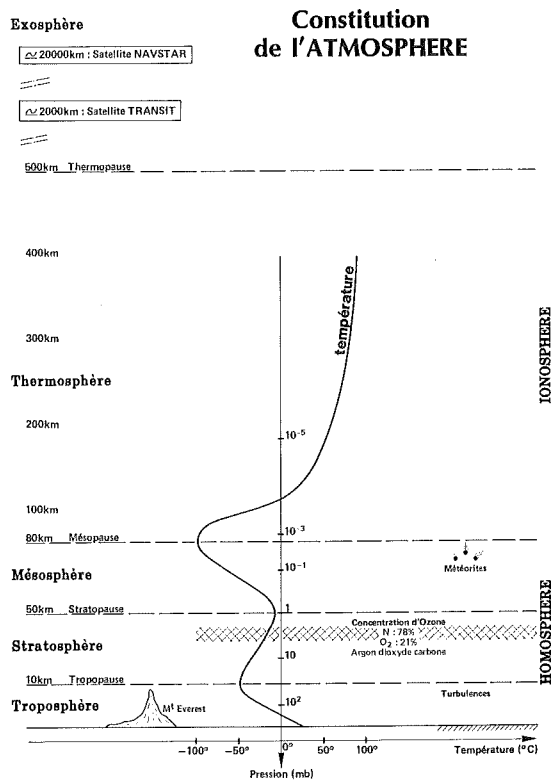 Constitution
de l'ATMOSPHERE
Exosphère
~ 20000km : Satellite NAVSTAR
~ 2000km : Satellite TRANSIT
500km Thermopause
400km
température
300km
IONOSPHERE
Thermosphère
200km
10-5
100km
10-3
80km Mésopause
10-1
Météorites
Mésosphère
50km Stratopause
1
HOMOSPHERE
Concentration d'Ozone
N : 78%
O2 : 21%
Argon dioxyde carbone
Stratosphère
10
10km Tropopause
Turbulences
102
Troposphère
Mt Everest
-100° -50° 0° 50° 100° Température (°C)
Pression (mb)